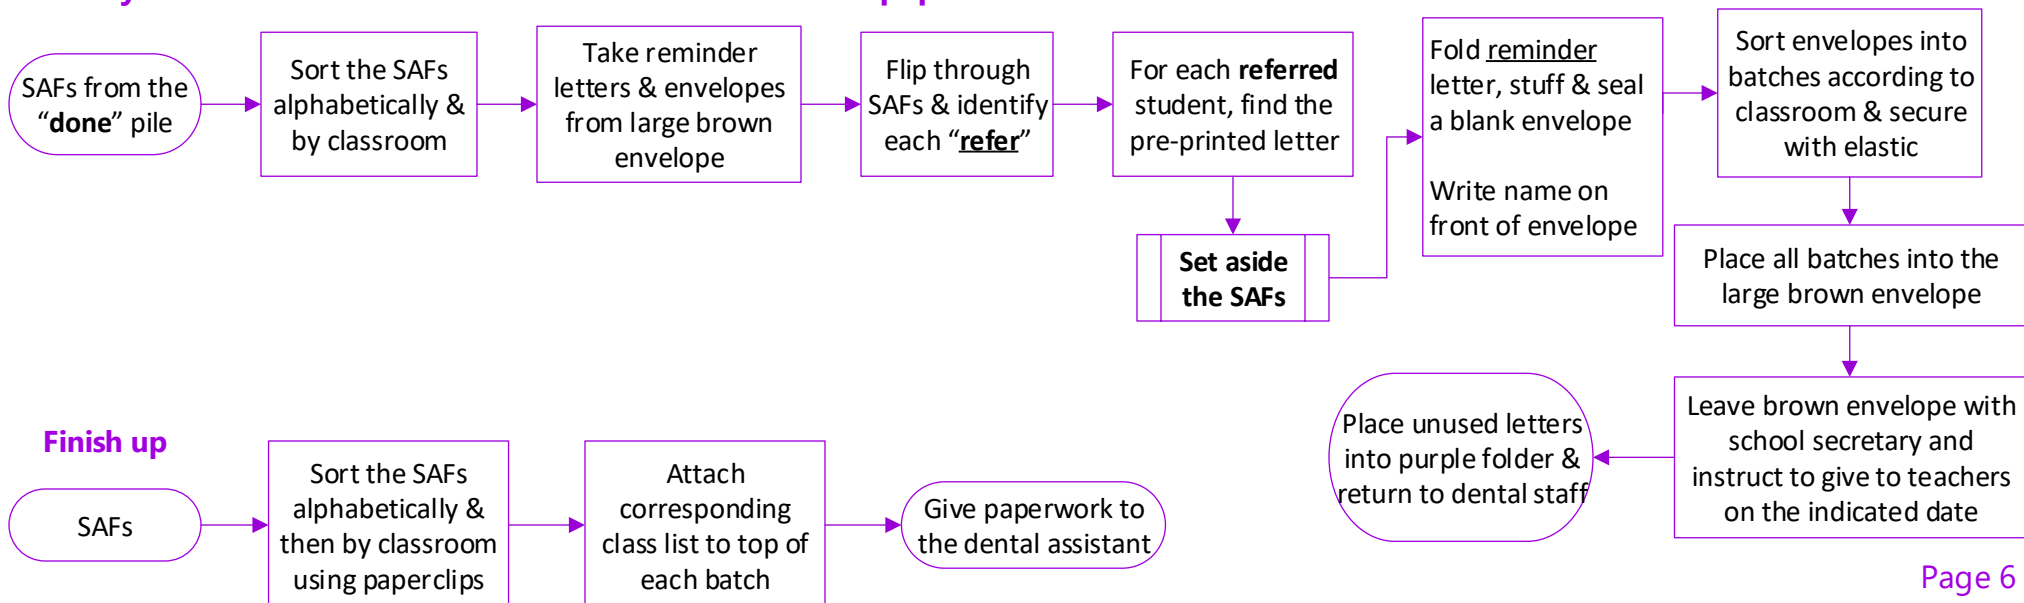 SAFs from the
“done” pile
Sort the SAFs
alphabetically &
by classroom
Take reminder
letters & envelopes
from large brown
envelope
Flip through
SAFs & identify
each “refer”
For each referred
student, find the
pre-printed letter
Set aside
the SAFs
Fold reminder
letter, stuff & seal
a blank envelope
Write name on
front of envelope
Sort envelopes into
batches according to
classroom & secure
with elastic
Place all batches into the
large brown envelope
Leave brown envelope with
school secretary and
instruct to give to teachers
on the indicated date
Place unused letters
into purple folder &
return to dental staff
Finish up
SAFs
Sort the SAFs
alphabetically &
then by classroom
using paperclips
Attach
corresponding
class list to top of
each batch
Give paperwork to
the dental assistant
Page 6